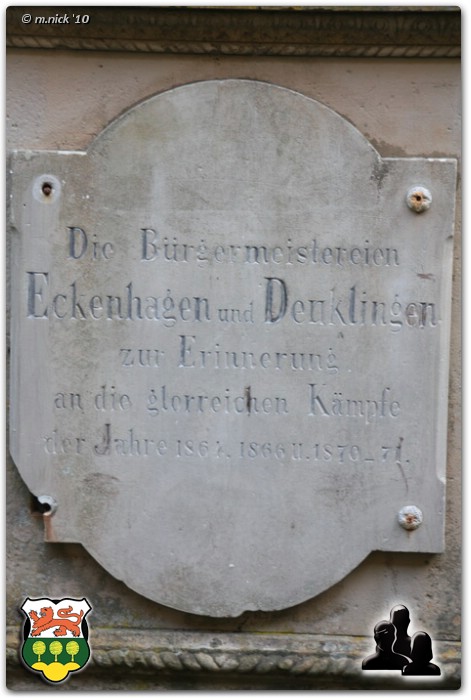 © m.nick '10
Die Bürgermeistereien
Eckenhagen und Denklingen
zur Erinnerung
an die glorreichen Kämpfe
der Jahre 1864. 1866 u. 1870-71.